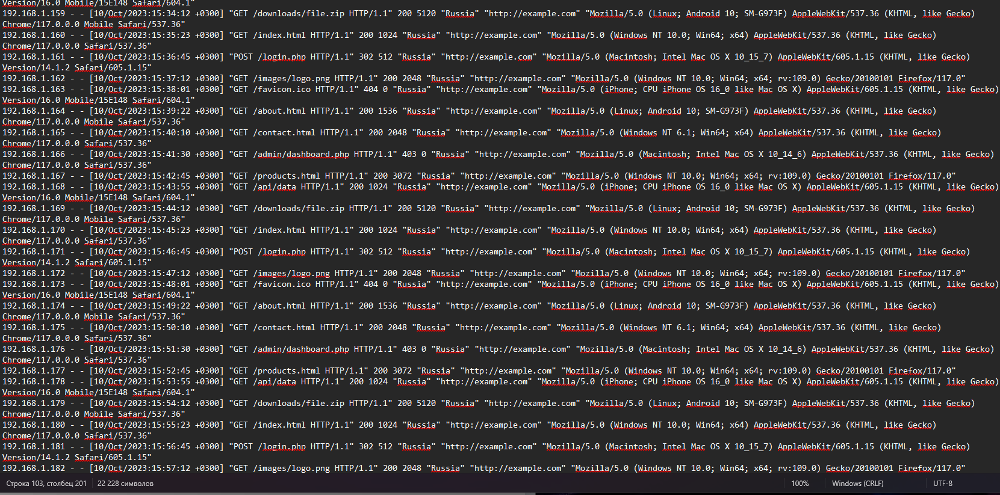 Version/16.0 Mobile/15E148 Safari/604.1"
192.168.1.159 - - [10/Oct/2023:15:34:12 +0300] "GET /downloads/file.zip HTTP/1.1" 200 5120 "Russia" "http://example.com" "Mozilla/5.0 (Linux; Android 10; SM-G973F) AppleWebKit/537.36 (KHTML, like Gecko)
Chrome/117.0.0.0 Mobile Safari/537.36"
192.168.1.160 - - [10/Oct/2023:15:35:23 +0300] "GET /index.html HTTP/1.1" 200 1024 "Russia" "http://example.com" "Mozilla/5.0 (Windows NT 10.0; Win64; x64) AppleWebKit/537.36 (KHTML, like Gecko)
Chrome/117.0.0.0 Safari/537.36"
192.168.1.161 - - [10/Oct/2023:15:36:45 +0300] "POST /login.php HTTP/1.1" 302 512 "Russia" "http://example.com" "Mozilla/5.0 (Macintosh; Intel Mac OS X 10_15_7) AppleWebKit/605.1.15 (KHTML, like Gecko)
Version/14.1.2 Safari/605.1.15"
192.168.1.162 - - [10/Oct/2023:15:37:12 +0300] "GET /images/logo.png HTTP/1.1" 200 2048 "Russia" "http://example.com" "Mozilla/5.0 (Windows NT 10.0; Win64; x64; rv:109.0) Gecko/20100101 Firefox/117.0"
192.168.1.163 - - [10/Oct/2023:15:38:01 +0300] "GET /favicon.ico HTTP/1.1" 404 0 "Russia" "http://example.com" "Mozilla/5.0 (iPhone; CPU iPhone OS 16_0 like Mac OS X) AppleWebKit/605.1.15 (KHTML, like Gecko)
Version/16.0 Mobile/15E148 Safari/604.1"
192.168.1.164 - - [10/Oct/2023:15:39:22 +0300] "GET /about.html HTTP/1.1" 200 1536 "Russia" "http://example.com" "Mozilla/5.0 (Linux; Android 10; SM-G973F) AppleWebKit/537.36 (KHTML, like Gecko)
Chrome/117.0.0.0 Mobile Safari/537.36"
192.168.1.165 - - [10/Oct/2023:15:40:10 +0300] "GET /contact.html HTTP/1.1" 200 2048 "Russia" "http://example.com" "Mozilla/5.0 (Windows NT 6.1; Win64; x64) AppleWebKit/537.36 (KHTML, like Gecko)
Chrome/117.0.0.0 Safari/537.36"
192.168.1.166 - - [10/Oct/2023:15:41:30 +0300] "GET /admin/dashboard.php HTTP/1.1" 403 0 "Russia" "http://example.com" "Mozilla/5.0 (Macintosh; Intel Mac OS X 10_14_6) AppleWebKit/537.36 (KHTML, like Gecko)
Chrome/117.0.0.0 Safari/537.36"
192.168.1.167 - - [10/Oct/2023:15:42:45 +0300] "GET /products.html HTTP/1.1" 200 3072 "Russia" "http://example.com" "Mozilla/5.0 (Windows NT 10.0; Win64; x64; rv:109.0) Gecko/20100101 Firefox/117.0"
192.168.1.168 - - [10/Oct/2023:15:43:55 +0300] "GET /api/data HTTP/1.1" 200 1024 "Russia" "http://example.com" "Mozilla/5.0 (iPhone; CPU iPhone OS 16_0 like Mac OS X) AppleWebKit/605.1.15 (KHTML, like Gecko)
Version/16.0 Mobile/15E148 Safari/604.1"
192.168.1.169 - - [10/Oct/2023:15:44:12 +0300] "GET /downloads/file.zip HTTP/1.1" 200 5120 "Russia" "http://example.com" "Mozilla/5.0 (Linux; Android 10; SM-G973F) AppleWebKit/537.36 (KHTML, like Gecko)
Chrome/117.0.0.0 Mobile Safari/537.36"
192.168.1.170 - - [10/Oct/2023:15:45:23 +0300] "GET /index.html HTTP/1.1" 200 1024 "Russia" "http://example.com" "Mozilla/5.0 (Windows NT 10.0; Win64; x64) AppleWebKit/537.36 (KHTML, like Gecko)
Chrome/117.0.0.0 Safari/537.36"
192.168.1.171 - - [10/Oct/2023:15:46:45 +0300] "POST /login.php HTTP/1.1" 302 512 "Russia" "http://example.com" "Mozilla/5.0 (Macintosh; Intel Mac OS X 10_15_7) AppleWebKit/605.1.15 (KHTML, like Gecko)
Version/14.1.2 Safari/605.1.15"
192.168.1.172 - - [10/Oct/2023:15:47:12 +0300] "GET /images/logo.png HTTP/1.1" 200 2048 "Russia" "http://example.com" "Mozilla/5.0 (Windows NT 10.0; Win64; x64; rv:109.0) Gecko/20100101 Firefox/117.0"
192.168.1.173 - - [10/Oct/2023:15:48:01 +0300] "GET /favicon.ico HTTP/1.1" 404 0 "Russia" "http://example.com" "Mozilla/5.0 (iPhone; CPU iPhone OS 16_0 like Mac OS X) AppleWebKit/605.1.15 (KHTML, like Gecko)
Version/16.0 Mobile/15E148 Safari/604.1"
192.168.1.174 - - [10/Oct/2023:15:49:22 +0300] "GET /about.html HTTP/1.1" 200 1536 "Russia" "http://example.com" "Mozilla/5.0 (Linux; Android 10; SM-G973F) AppleWebKit/537.36 (KHTML, like Gecko)
Chrome/117.0.0.0 Mobile Safari/537.36"
192.168.1.175 - - [10/Oct/2023:15:50:10 +0300] "GET /contact.html HTTP/1.1" 200 2048 "Russia" "http://example.com" "Mozilla/5.0 (Windows NT 6.1; Win64; x64) AppleWebKit/537.36 (KHTML, like Gecko)
Chrome/117.0.0.0 Safari/537.36"
192.168.1.176 - - [10/Oct/2023:15:51:30 +0300] "GET /admin/dashboard.php HTTP/1.1" 403 0 "Russia" "http://example.com" "Mozilla/5.0 (Macintosh; Intel Mac OS X 10_14_6) AppleWebKit/537.36 (KHTML, like Gecko)
Chrome/117.0.0.0 Safari/537.36"
192.168.1.177 - - [10/Oct/2023:15:52:45 +0300] "GET /products.html HTTP/1.1" 200 3072 "Russia" "http://example.com" "Mozilla/5.0 (Windows NT 10.0; Win64; x64; rv:109.0) Gecko/20100101 Firefox/117.0"
192.168.1.178 - - [10/Oct/2023:15:53:55 +0300] "GET /api/data HTTP/1.1" 200 1024 "Russia" "http://example.com" "Mozilla/5.0 (iPhone; CPU iPhone OS 16_0 like Mac OS X) AppleWebKit/605.1.15 (KHTML, like Gecko)
Version/16.0 Mobile/15E148 Safari/604.1"
192.168.1.179 - - [10/Oct/2023:15:54:12 +0300] "GET /downloads/file.zip HTTP/1.1" 200 5120 "Russia" "http://example.com" "Mozilla/5.0 (Linux; Android 10; SM-G973F) AppleWebKit/537.36 (KHTML, like Gecko)
Chrome/117.0.0.0 Mobile Safari/537.36"
192.168.1.180 - - [10/Oct/2023:15:55:23 +0300] "GET /index.html HTTP/1.1" 200 1024 "Russia" "http://example.com" "Mozilla/5.0 (Windows NT 10.0; Win64; x64) AppleWebKit/537.36 (KHTML, like Gecko)
Chrome/117.0.0.0 Safari/537.36"
192.168.1.181 - - [10/Oct/2023:15:56:45 +0300] "POST /login.php HTTP/1.1" 302 512 "Russia" "http://example.com" "Mozilla/5.0 (Macintosh; Intel Mac OS X 10_15_7) AppleWebKit/605.1.15 (KHTML, like Gecko)
Version/14.1.2 Safari/605.1.15"
192.168.1.182 - - [10/Oct/2023:15:57:12 +0300] "GET /images/logo.png HTTP/1.1" 200 2048 "Russia" "http://example.com" "Mozilla/5.0 (Windows NT 10.0; Win64; x64; rv:109.0) Gecko/20100101 Firefox/117.0"
Строка 103, столбец 201 22 228 символов 100% Windows (CRLF) UTF-8